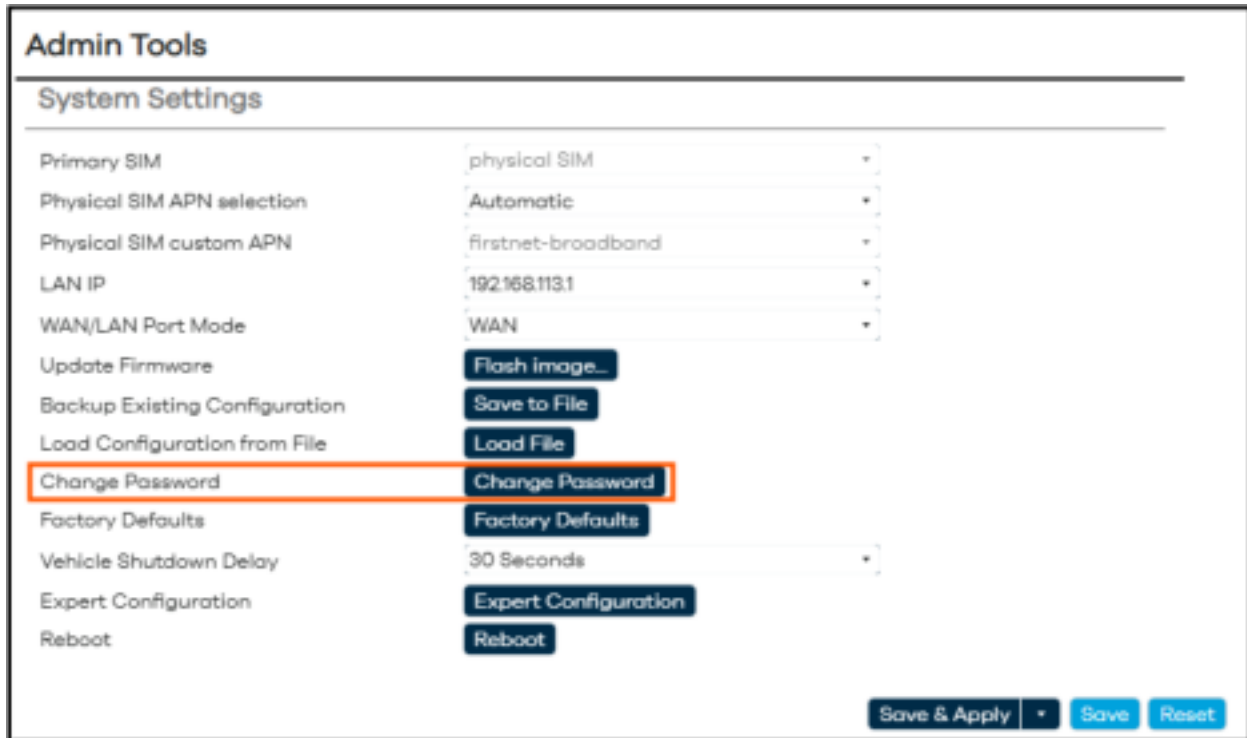 Admin Tools
System Settings
Primary SIM physical SIM
Physical SIM APN selection Automatic
Physical SIM custom APN firstnet-broadband
LAN IP 192.168.113.1
WAN/LAN Port Mode WAN
Update Firmware Flash image...
Backup Existing Configuration Save to File
Load Configuration from File Load File
Change Password Change Password
Factory Defaults Factory Defaults
Vehicle Shutdown Delay 30 Seconds
Expert Configuration Expert Configuration
Reboot Reboot
Save & Apply Save Reset